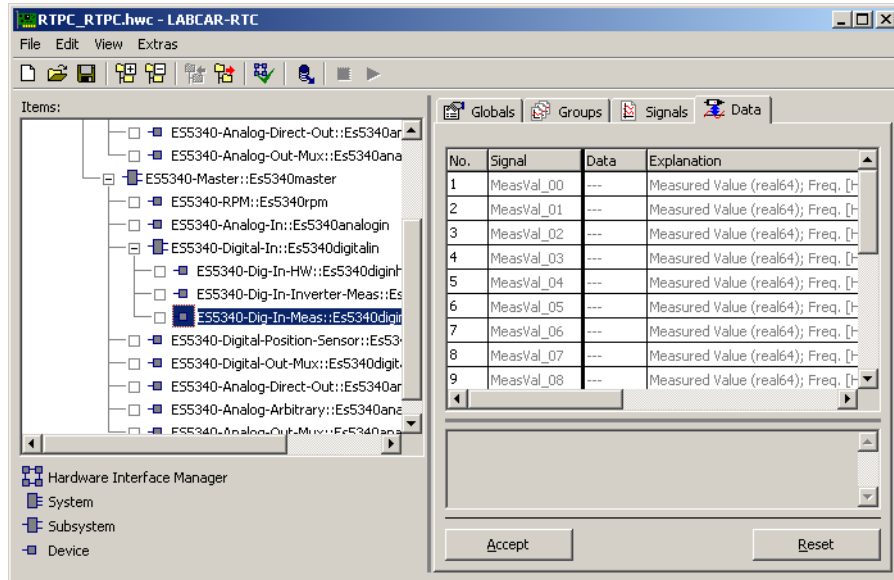 RTPC_RTPC.hwc - LABCAR-RTC
File Edit View Extras
Items:
ES5340-Analog-Direct-Out::Es5340ar
ES5340-Analog-Out-Mux::Es5340ana
ES5340-Master::Es5340master
ES5340-RPM::Es5340rpm
ES5340-Analog-In::Es5340analogin
ES5340-Digital-In::Es5340digitalin
ES5340-Dig-In-HW::Es5340diginh
ES5340-Dig-In-Inverter-Meas::Es
ES5340-Dig-In-Meas::Es5340digir
ES5340-Digital-Position-Sensor::Es53
ES5340-Digital-Out-Mux::Es5340digit
ES5340-Analog-Direct-Out::Es5340ar
ES5340-Analog-Arbitrary::Es5340ana
ES5340-Analog-Out-Mux::Es5340ana
Hardware Interface Manager
System
Subsystem
Device
Globals Groups Signals Data
No. Signal Data Explanation
1 MeasVal_00 --- Measured Value (real64); Freq. [H
2 MeasVal_01 --- Measured Value (real64); Freq. [H
3 MeasVal_02 --- Measured Value (real64); Freq. [H
4 MeasVal_03 --- Measured Value (real64); Freq. [H
5 MeasVal_04 --- Measured Value (real64); Freq. [H
6 MeasVal_05 --- Measured Value (real64); Freq. [H
7 MeasVal_06 --- Measured Value (real64); Freq. [H
8 MeasVal_07 --- Measured Value (real64); Freq. [H
9 MeasVal_08 --- Measured Value (real64); Freq. [H
Accept Reset